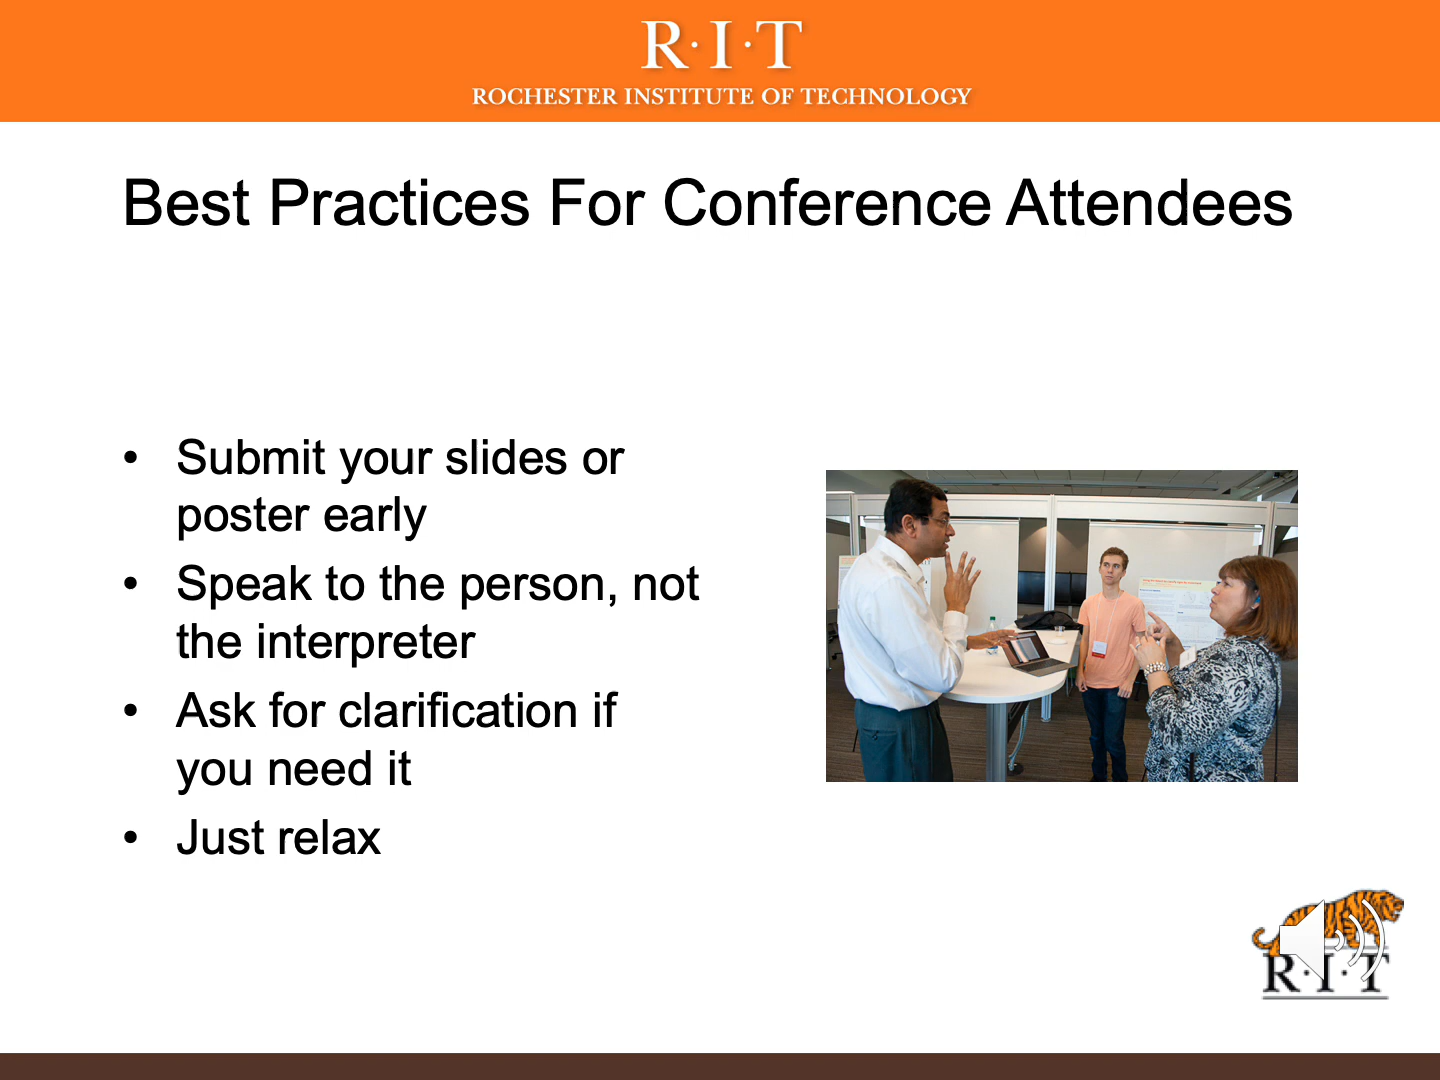 R·I·T
ROCHESTER INSTITUTE OF TECHNOLOGY
Best Practices For Conference Attendees
• Submit your slides or
poster early
• Speak to the person, not
the interpreter
• Ask for clarification if
you need it
• Just relax
R·I·T